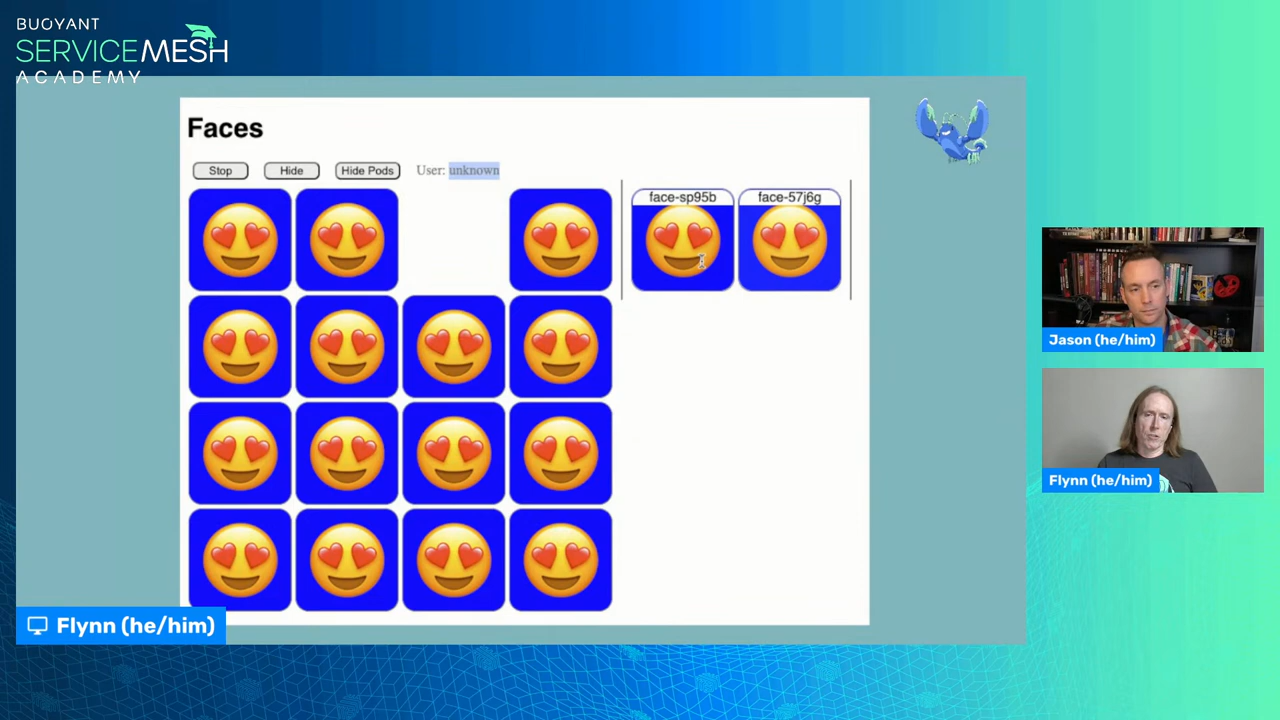 BUOYANT
SERVICEMESH
ACADEMY
Faces
Stop
Hide
Hide Pods
User: unknown
face-sp95b
face-57j6g
Jason (he/him)
Flynn (he/him)
Flynn (he/him)